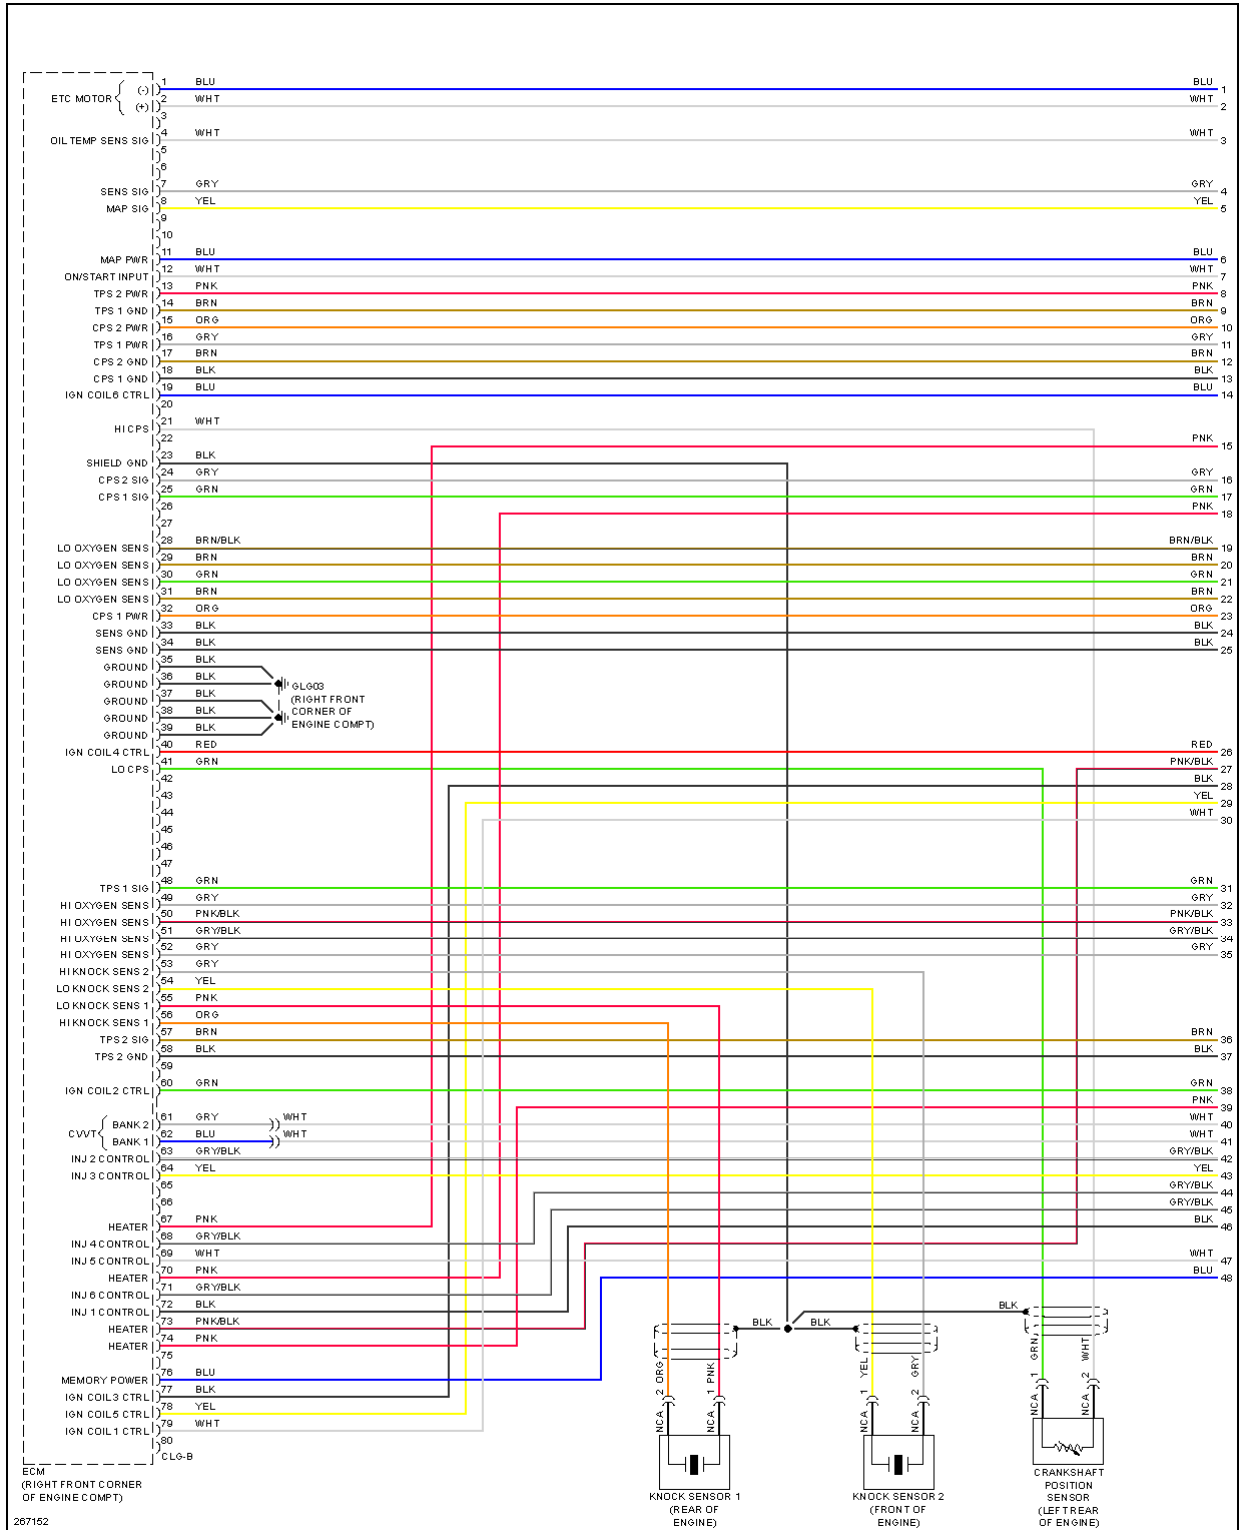 1 BLU BLU 1
ETC MOTOR (-)
2 WHT WHT 2
(+)
3
4 WHT WHT 3
OIL TEMP SENS SIG
5
6
7 GRY GRY 4
SENS SIG
8 YEL YEL 5
MAP SIG
9
10
11 BLU BLU 6
MAP PWR
12 WHT WHT 7
ON/START INPUT
13 PNK PNK 8
TPS 2 PWR
14 BRN BRN 9
TPS 1 GND
15 ORG ORG 10
CPS 2 PWR
16 GRY GRY 11
TPS 1 PWR
17 BRN BRN 12
CPS 2 GND
18 BLK BLK 13
CPS 1 GND
19 BLU BLU 14
IGN COIL6 CTRL
20
21 WHT
HI CPS
22 PNK 15
23 BLK
SHIELD GND
24 GRY GRY 16
CPS2 SIG
25 GRN GRN 17
CPS1 SIG
26 PNK 18
27
28 BRN/BLK BRN/BLK 19
LO OXYGEN SENS
29 BRN BRN 20
LO OXYGEN SENS
30 GRN GRN 21
LO OXYGEN SENS
31 BRN BRN 22
LO OXYGEN SENS
32 ORG ORG 23
CPS 1 PWR
33 BLK BLK 24
SENS GND
34 BLK BLK 25
SENS GND
35 BLK
GROUND
36 BLK
GROUND
37 BLK
GROUND
38 BLK
GROUND
39 BLK
GROUND
GLG03
(RIGHT FRONT
CORNER OF
ENGINE COMPT)
40 RED RED 26
IGN COIL4 CTRL
41 GRN PNK/BLK 27
LO CPS
42 BLK 28
43 YEL 29
44 WHT 30
45
46
47
48 GRN GRN 31
TPS1 SIG
49 GRY GRY 32
HI OXYGEN SENS
50 PNK/BLK PNK/BLK 33
HI OXYGEN SENS
51 GRY/BLK GRY/BLK 34
HI OXYGEN SENS
52 GRY GRY 35
HI OXYGEN SENS
53 GRY
HI KNOCK SENS 2
54 YEL
LO KNOCK SENS 2
55 PNK
LO KNOCK SENS 1
56 ORG
HI KNOCK SENS 1
57 BRN BRN 36
TPS2 SIG
58 BLK BLK 37
TPS 2 GND
59
60 GRN GRN 38
IGN COIL2 CTRL
PNK 39
61 GRY WHT WHT 40
CVVT BANK 2
62 BLU WHT WHT 41
BANK 1
63 GRY/BLK GRY/BLK 42
INJ 2 CONTROL
64 YEL YEL 43
INJ 3 CONTROL
65 GRY/BLK 44
66 GRY/BLK 45
67 PNK BLK 46
HEATER
68 GRY/BLK
INJ 4 CONTROL
69 WHT WHT 47
INJ 5 CONTROL
70 PNK BLU 48
HEATER
71 GRY/BLK
INJ 6 CONTROL
72 BLK
INJ 1 CONTROL
73 PNK/BLK
HEATER
74 PNK
HEATER
75
76 BLU
MEMORY POWER
77 BLK
IGN COIL3 CTRL
78 YEL
IGN COIL5 CTRL
79 WHT
IGN COIL 1 CTRL
80
CLG-B
ECM
(RIGHT FRONT CORNER
OF ENGINE COMPT)
BLK BLK BLK
ORG PNK YEL GRY GRN WHT
2 1 1 2 1 2
NCA NCA NCA NCA NCA NCA
KNOCK SENSOR 1
(REAR OF
ENGINE)
KNOCK SENSOR 2
(FRONT OF
ENGINE)
CRANKSHAFT
POSITION
SENSOR
(LEFT REAR
OF ENGINE)
267152